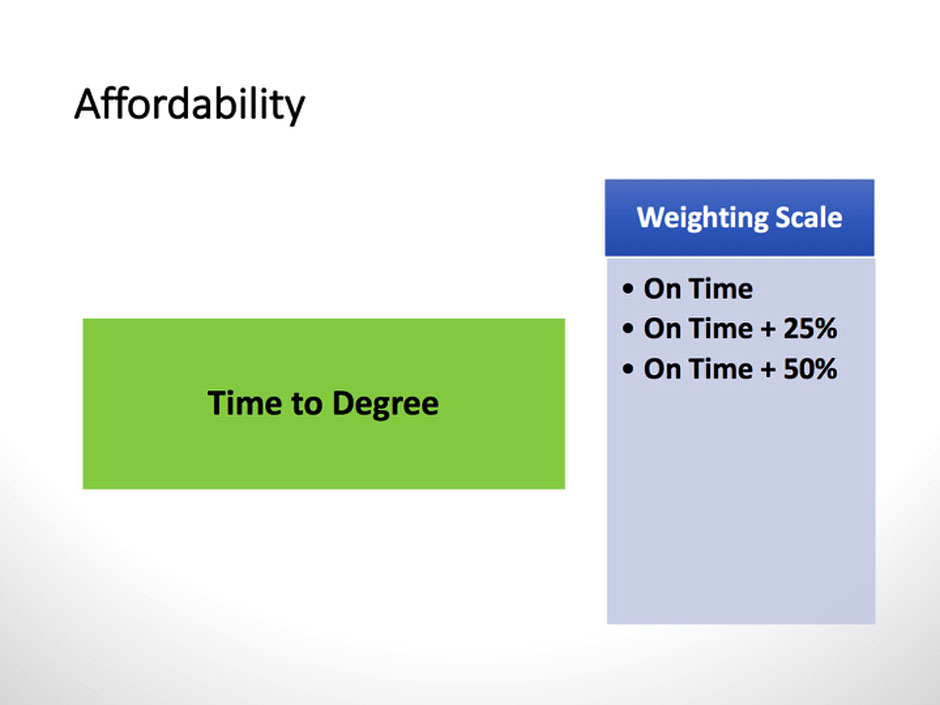 Affordability
Time to Degree
Weighting Scale
• On Time
• On Time + 25%
• On Time + 50%